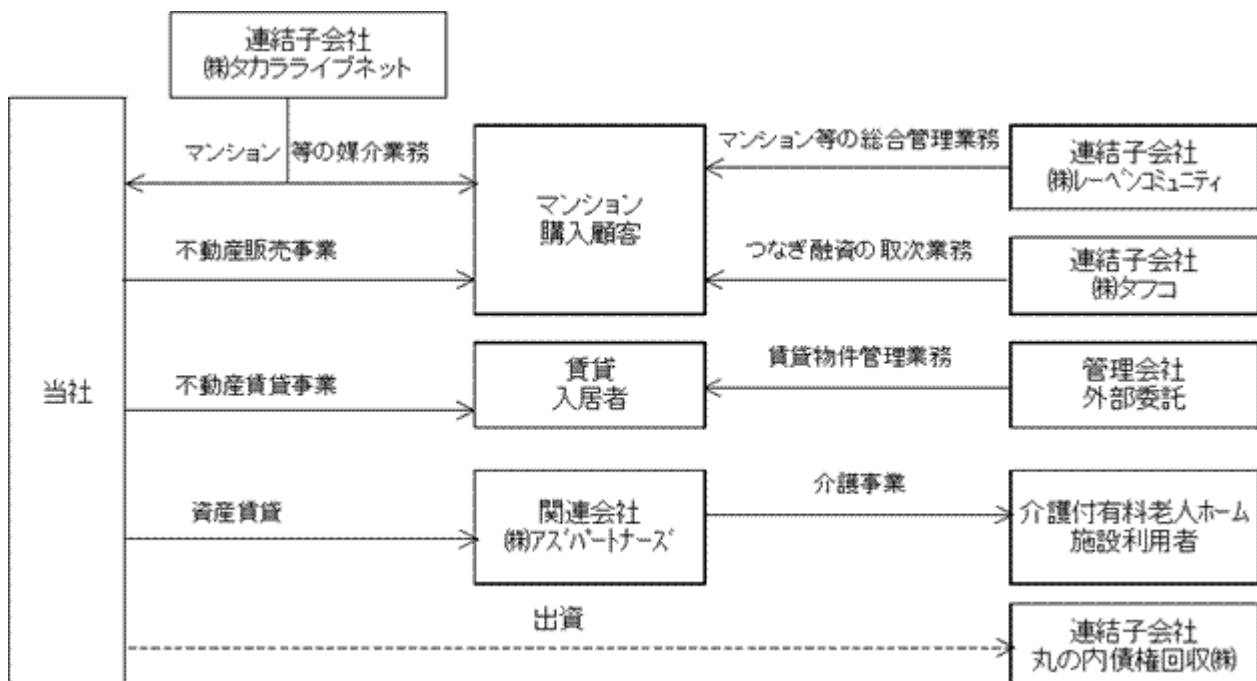 連結子会社
㈱タカラライブネット
マンション 等の媒介業務
マンション等の総合管理業務
連結子会社
㈱レーベンコミュニティ
マンション
購入顧客
不動産販売事業
つなぎ融資の取次業務
連結子会社
㈱タフコ
当社
不動産賃貸事業
賃貸
入居者
賃貸物件管理業務
管理会社
外部委託
資産賃貸
関連会社
㈱アズパートナーズ
介護事業
介護付有料老人ホーム
施設利用者
出資
連結子会社
丸の内債権回収㈱